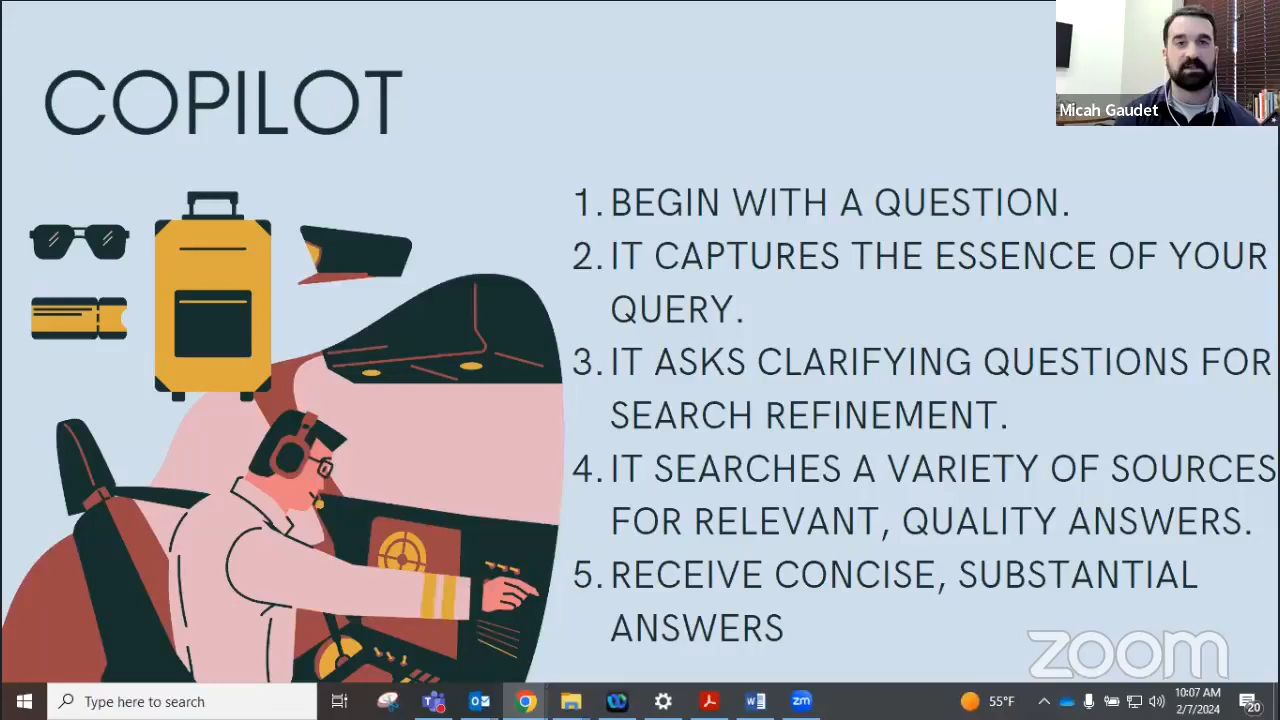 COPILOT
Micah Gaudet
1. BEGIN WITH A QUESTION.
2. IT CAPTURES THE ESSENCE OF YOUR
QUERY.
3. IT ASKS CLARIFYING QUESTIONS FOR
SEARCH REFINEMENT.
4. IT SEARCHES A VARIETY OF SOURCES
FOR RELEVANT, QUALITY ANSWERS.
5. RECEIVE CONCISE, SUBSTANTIAL
ANSWERS
zoom
Type here to search
zm
55°F
10:07 AM
2/7/2024
20